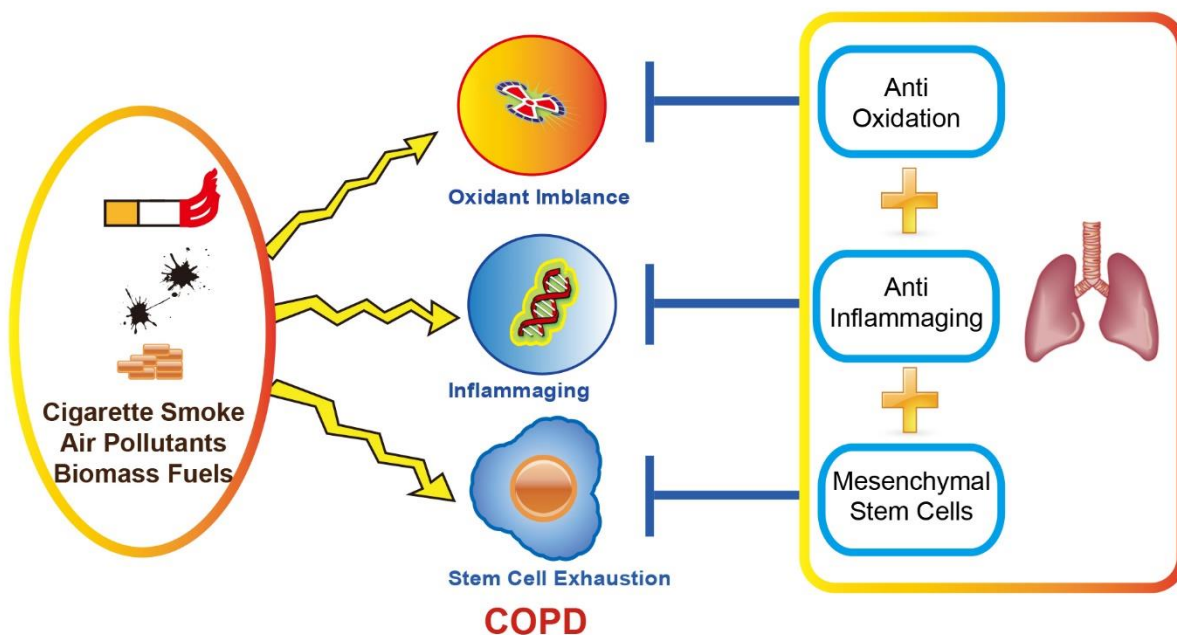 Cigarette Smoke
Air Pollutants
Biomass Fuels
Oxidant Imblance
Inflammaging
Stem Cell Exhaustion
COPD
Anti
Oxidation
Anti
Inflammaging
Mesenchymal
Stem Cells